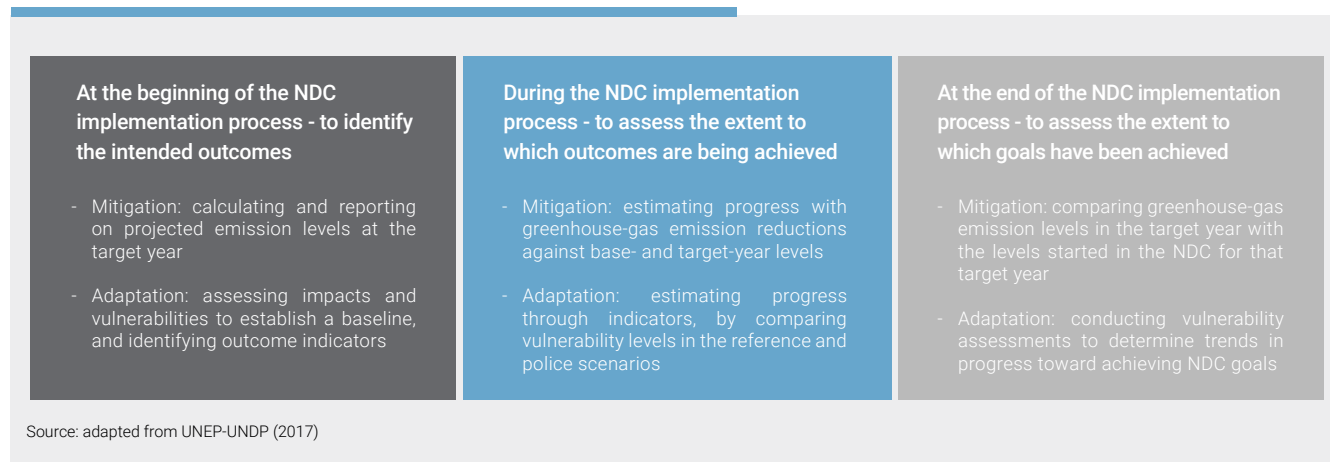 At the beginning of the NDC
implementation process - to identify
the intended outcomes
- Mitigation: calculating and reporting
on projected emission levels at the
target year
- Adaptation: assessing impacts and
vulnerabilities to establish a baseline,
and identifying outcome indicators
During the NDC implementation
process - to assess the extent to
which outcomes are being achieved
- Mitigation: estimating progress with
greenhouse-gas emission reductions
against base- and target-year levels
- Adaptation: estimating progress
through indicators, by comparing
vulnerability levels in the reference and
police scenarios
At the end of the NDC implementation
process - to assess the extent to
which goals have been achieved
- Mitigation: comparing greenhouse-gas
emission levels in the target year with
the levels started in the NDC for that
target year
- Adaptation: conducting vulnerability
assessments to determine trends in
progress toward achieving NDC goals
Source: adapted from UNEP-UNDP (2017)